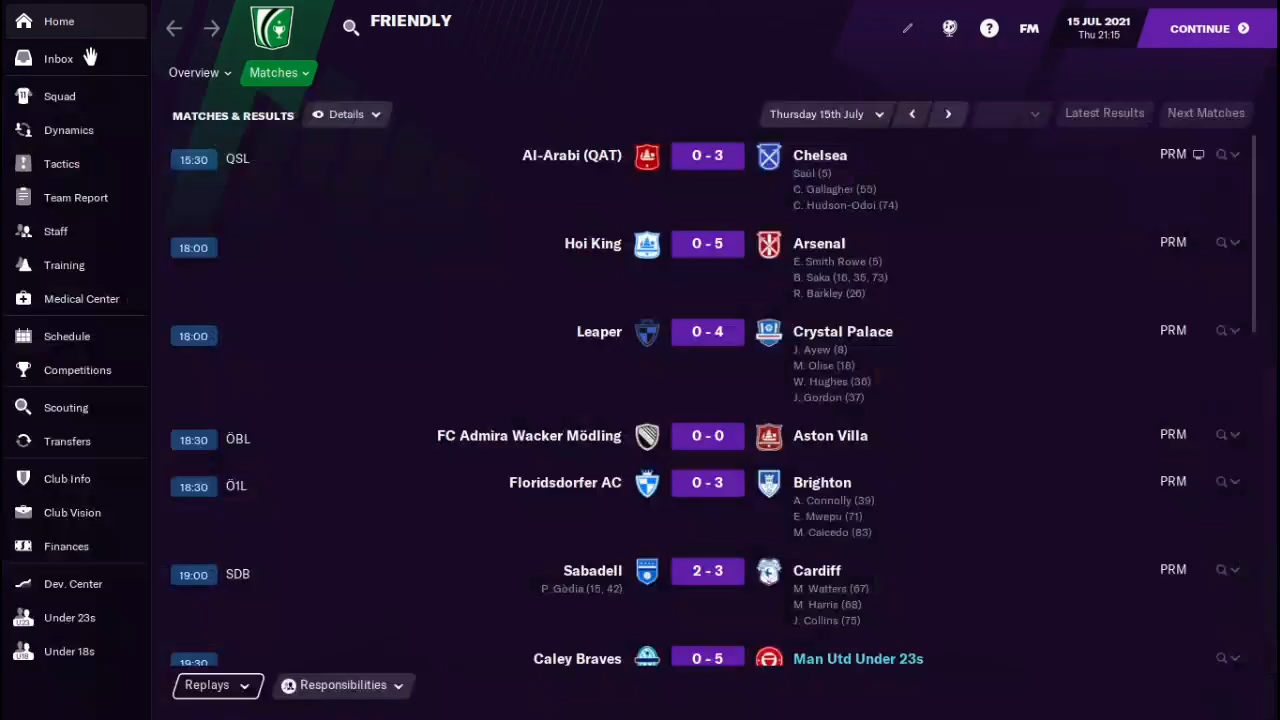 Home
Inbox
Squad
Dynamics
Tactics
Team Report
Staff
Training
Medical Center
Schedule
Competitions
Scouting
Transfers
Club Info
Club Vision
Finances
Dev. Center
Under 23s
Under 18s
FRIENDLY
FM
15 JUL 2021
Thu 21:15
CONTINUE
Overview
Matches
MATCHES & RESULTS
Details
Thursday 15th July
Latest Results
Next Matches
15:30 QSL Al-Arabi (QAT) 0 - 3 Chelsea PRM
Saúl (5)
C. Gallagher (55)
C. Hudson-Odoi (74)
18:00 Hoi King 0 - 5 Arsenal PRM
E. Smith Rowe (5)
B. Saka (16, 35, 73)
R. Barkley (26)
18:00 Leaper 0 - 4 Crystal Palace PRM
J. Ayew (8)
M. Olise (18)
W. Hughes (36)
J. Gordon (37)
18:30 ÖBL FC Admira Wacker Mödling 0 - 0 Aston Villa PRM
18:30 Ö1L Floridsdorfer AC 0 - 3 Brighton PRM
A. Connolly (39)
E. Mwepu (71)
M. Caicedo (83)
19:00 SDB Sabadell 2 - 3 Cardiff PRM
P. Gòdia (15, 42) M. Watters (67)
M. Harris (68)
J. Collins (75)
19:30 Caley Braves 0 - 5 Man Utd Under 23s
Replays
Responsibilities